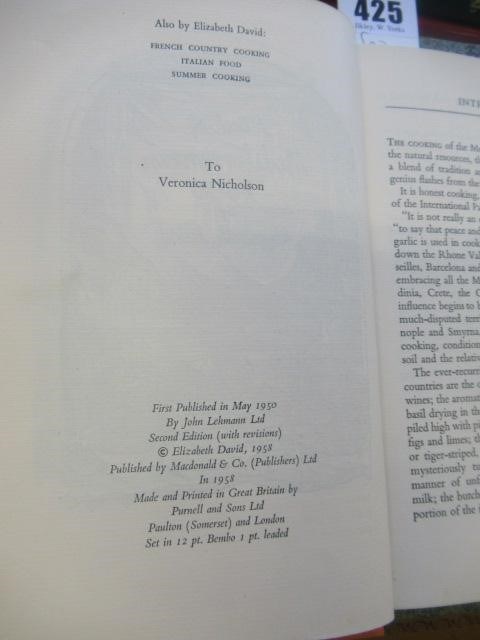 Also by Elizabeth David:
FRENCH COUNTRY COOKING
ITALIAN FOOD
SUMMER COOKING
To
Veronica Nicholson
First Published in May 1950
By John Lehmann Ltd
Second Edition (with revisions)
© Elizabeth David, 1958
Published by Macdonald & Co. (Publishers) Ltd
In 1958
Made and Printed in Great Britain by
Purnell and Sons Ltd
Paulton (Somerset) and London
Set in 12 pt. Bembo 1 pt. leaded
425
Ilkley, W. Yorks
INTR
THE COOKING of the Me
the natural resources, th
a blend of tradition an
genius flashes from the
It is honest cooking,
of the International Pa
"It is not really an
"to say that peace and
garlic is used in cook
down the Rhone Val
seilles, Barcelona and
embracing all the M
dinia, Crete, the C
influence begins to b
much-disputed terr
nople and Smyrna,
cooking, condition
soil and the relativ
The ever-recurr
countries are the o
wines; the aromat
basil drying in the
piled high with p
figs and limes; th
or tiger-striped,
mysteriously tu
manner of unf
milk; the butch
portion of the